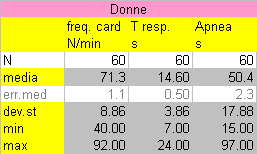 Donne
freq. card T resp. Apnea
N/min s s
N 60 60 60
media 71.3 14.60 50.4
err.med 1.1 0.50 2.3
dev.st 8.86 3.86 17.88
min 40.00 7.00 15.00
max 92.00 24.00 97.00